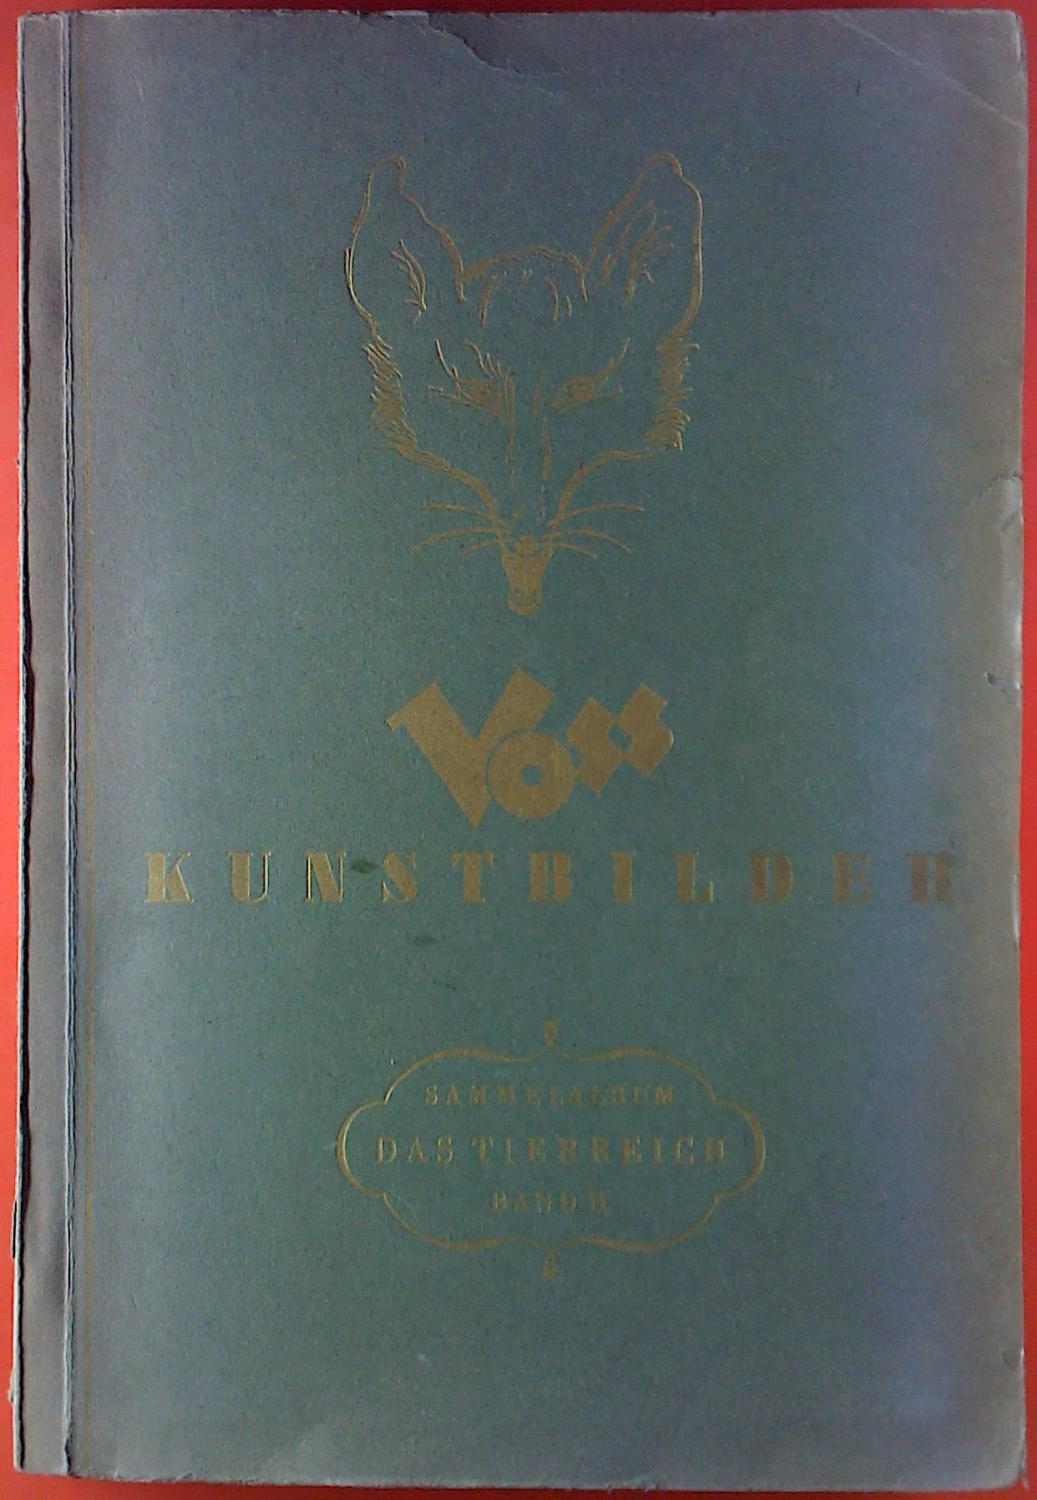 Voss
KUNSTBILDER
SAMMELALBUM
DAS TIERREICH
BAND II